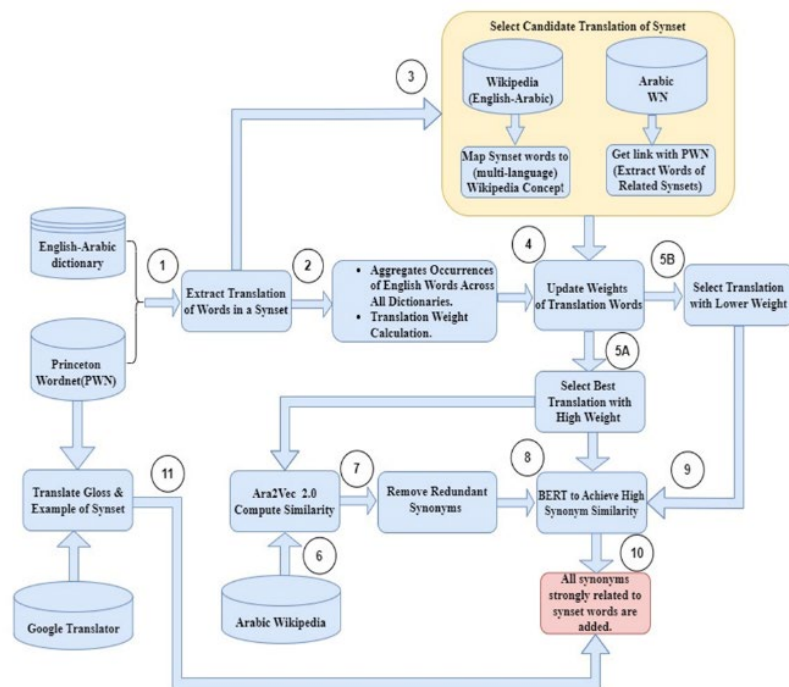 Select Candidate Translation of Synset
3
Wikipedia
(English-Arabic)
Arabic
WN
Map Synset words to
(multi-language)
Wikipedia Concep!
Get link with PWN
(Extract Words of
Related Synsets)
English-Arabic
dictionary
1
2
4
5B
Extract Translation
of Words in a Synset
• Aggregates Occurrences
of English Words Across
All Dictionaries.
• Translation Weight
Calculation.
Update Weights
of Translation Words
Select Translation
with Lower Weight
Princeton
Wordnet(PWN)
5A
Select Best
Translation with
High Weight
11
7
8
9
Translate Gloss &
Example of Synset
Ara2Vec 2.0
Compute Similarity
Remove Redundant
Synonyms
BERT to Achieve High
Synonym Similarity
6
10
Google Translator
Arabic Wikipedia
All synonyms
strongly related to
synset words are
added.